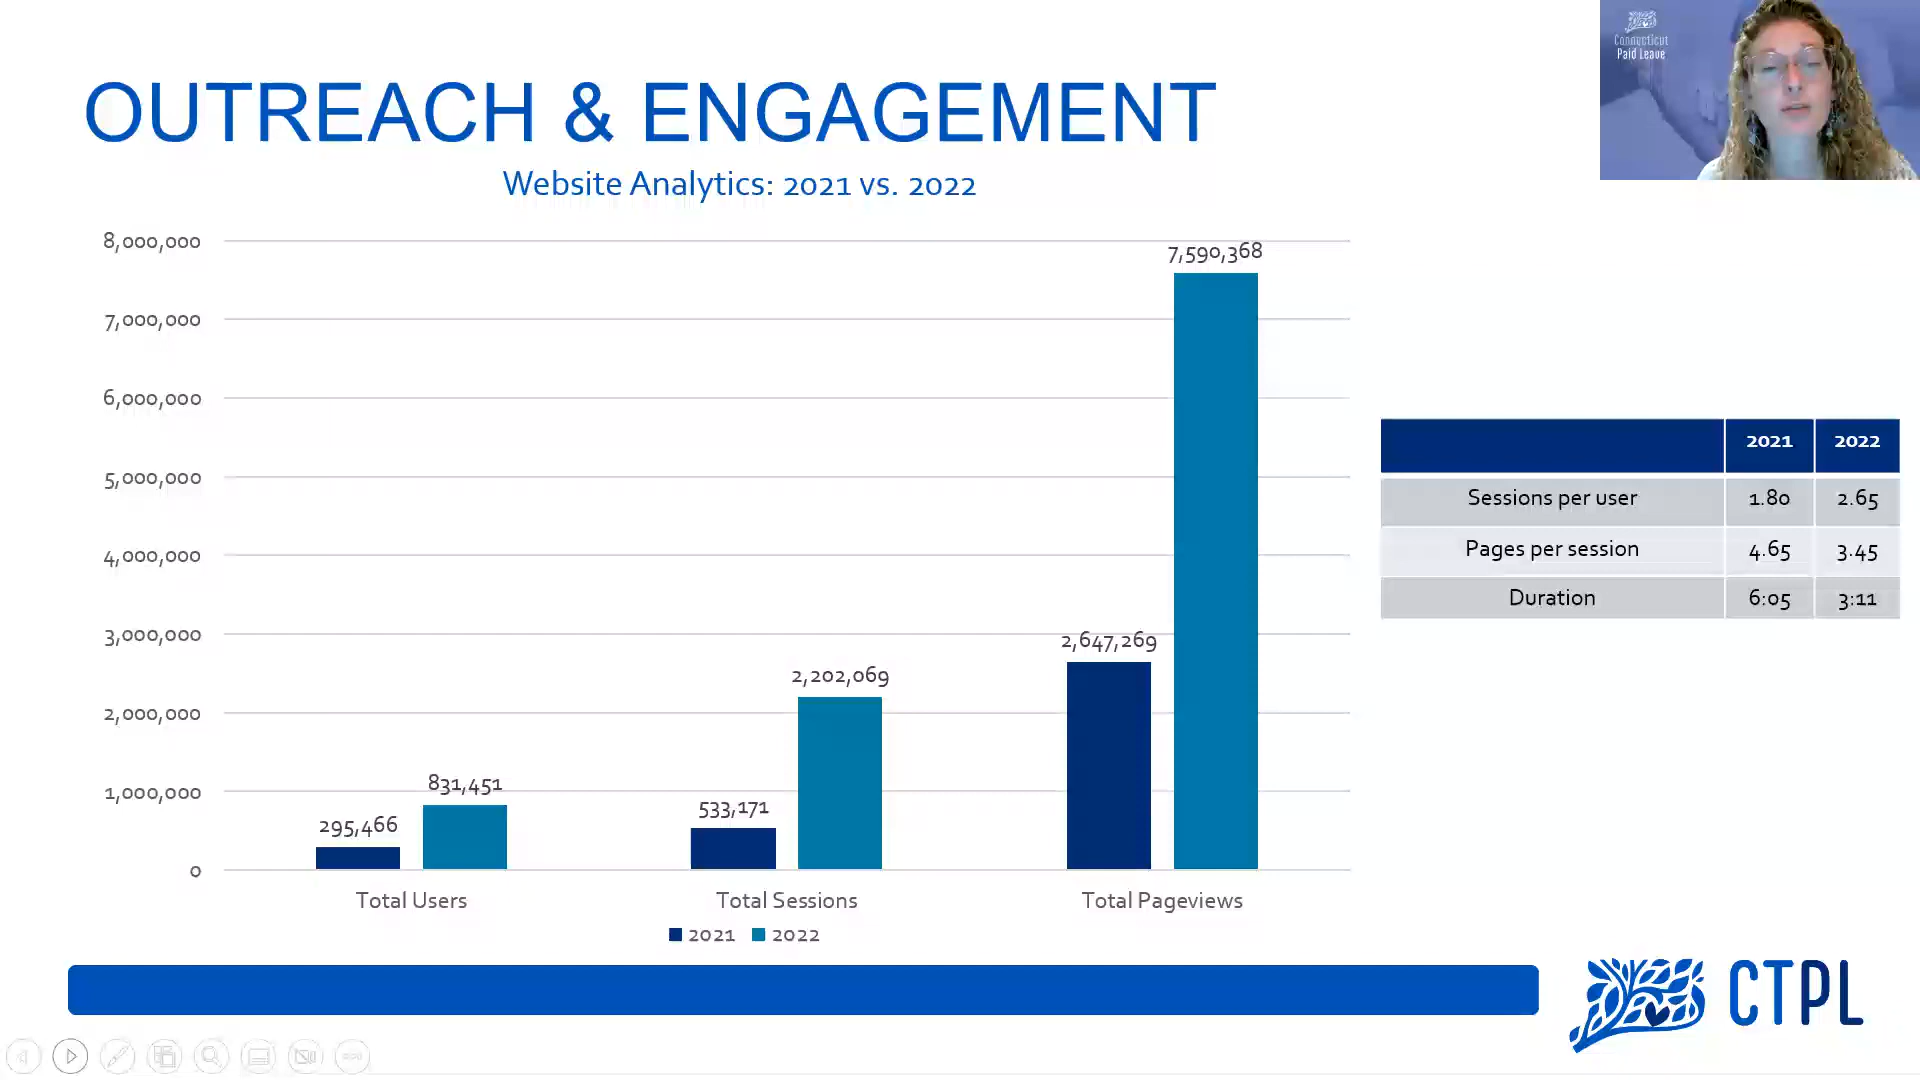 Connecticut
Paid Leave
OUTREACH & ENGAGEMENT
Website Analytics: 2021 vs. 2022
8,000,000
7,000,000
6,000,000
5,000,000
4,000,000
3,000,000
2,000,000
1,000,000
0
295,466
831,451
533,171
2,202,069
2,647,269
7,590,368
Total Users
Total Sessions
Total Pageviews
2021 2022
2021 2022
Sessions per user 1.80 2.65
Pages per session 4.65 3.45
Duration 6:05 3:11
CTPL